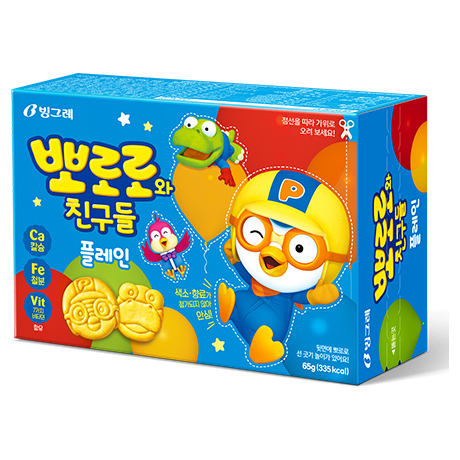 빙그레
점선을 따라 가위로
오려 보세요!
뽀로로와
친구들
플레인
Ca
칼슘
Fe
철분
Vit
7가지
비타민
함유
색소·향료가
첨가되지 않아
안심!
P
뒷면에 뽀로로
선 긋기 놀이가 있어요!
65g(335kcal)
뽀로로와
친구들
플레인
빙그레